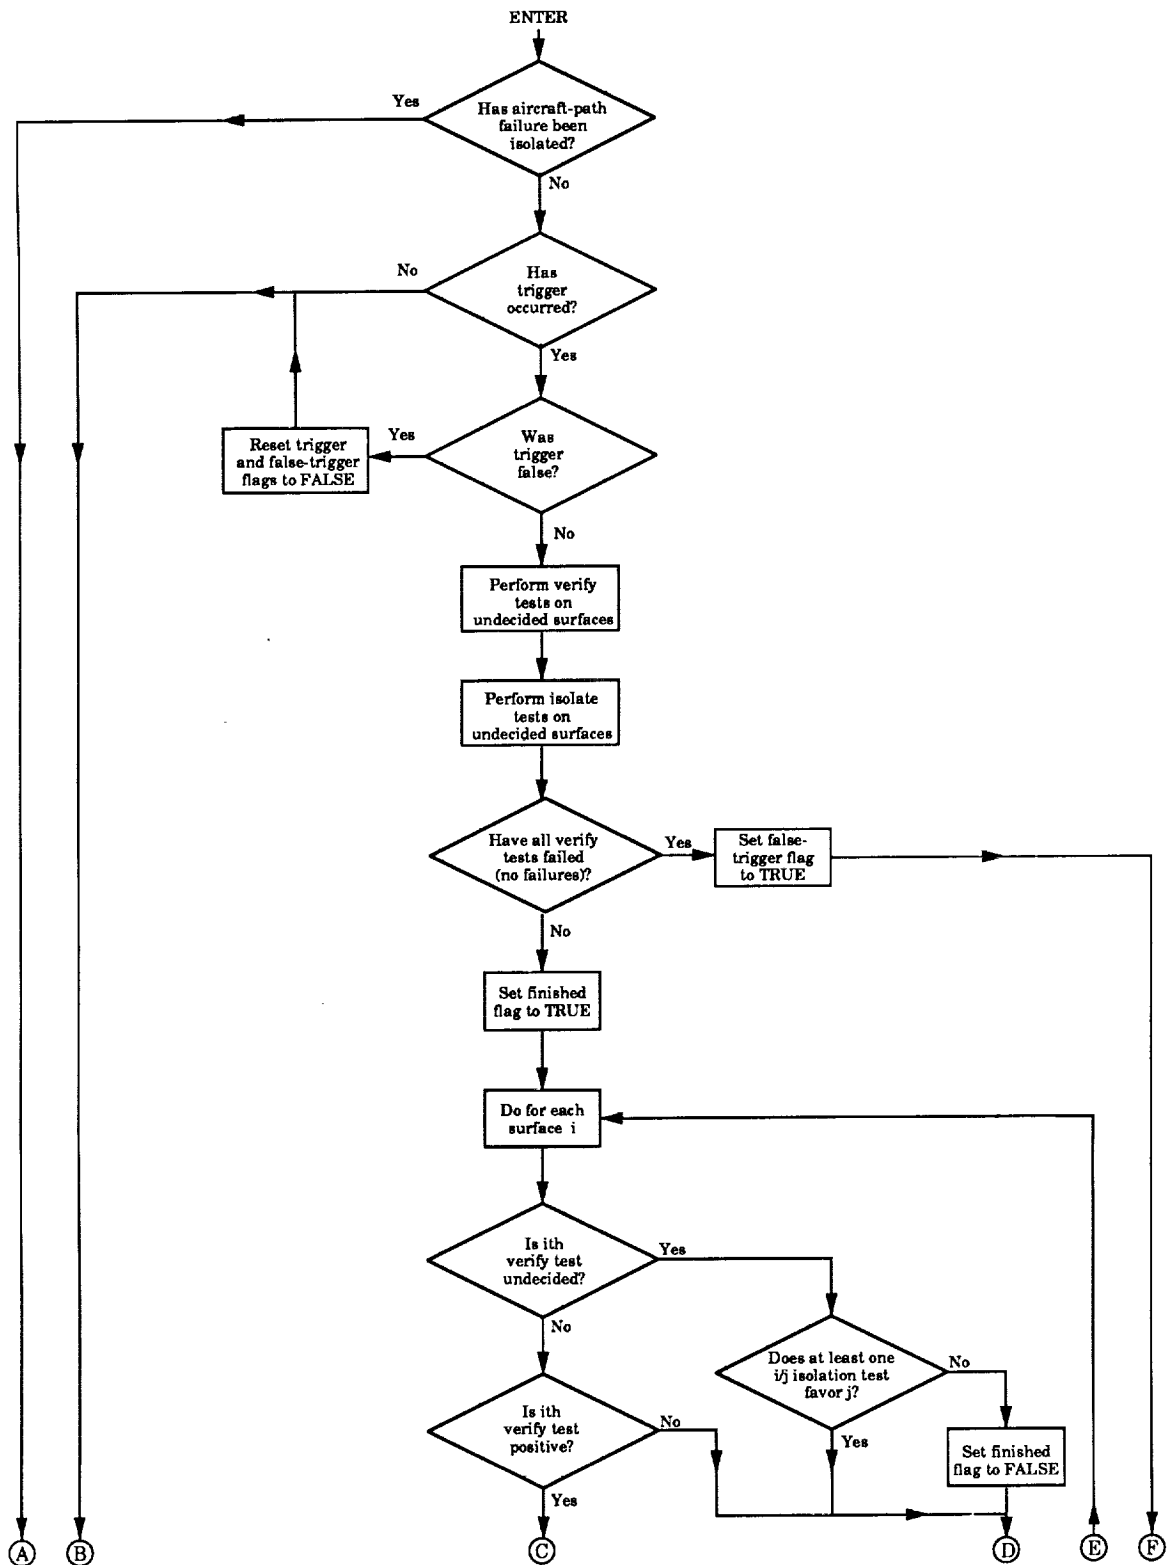 ENTER
Yes
Has aircraft-path
failure been
isolated?
No
No
Has
trigger
occurred?
Yes
Reset trigger
and false-trigger
flags to FALSE
Yes
Was
trigger
false?
No
Perform verify
tests on
undecided surfaces
Perform isolate
tests on
undecided surfaces
Have all verify
tests failed
(no failures)?
Yes
Set false-
trigger flag
to TRUE
No
Set finished
flag to TRUE
Do for each
surface i
Is ith
verify test
undecided?
Yes
No
Does at least one
i/j isolation test
favor j?
No
Is ith
verify test
positive?
No
Yes
Set finished
flag to FALSE
Yes
A
B
C
D
E
F